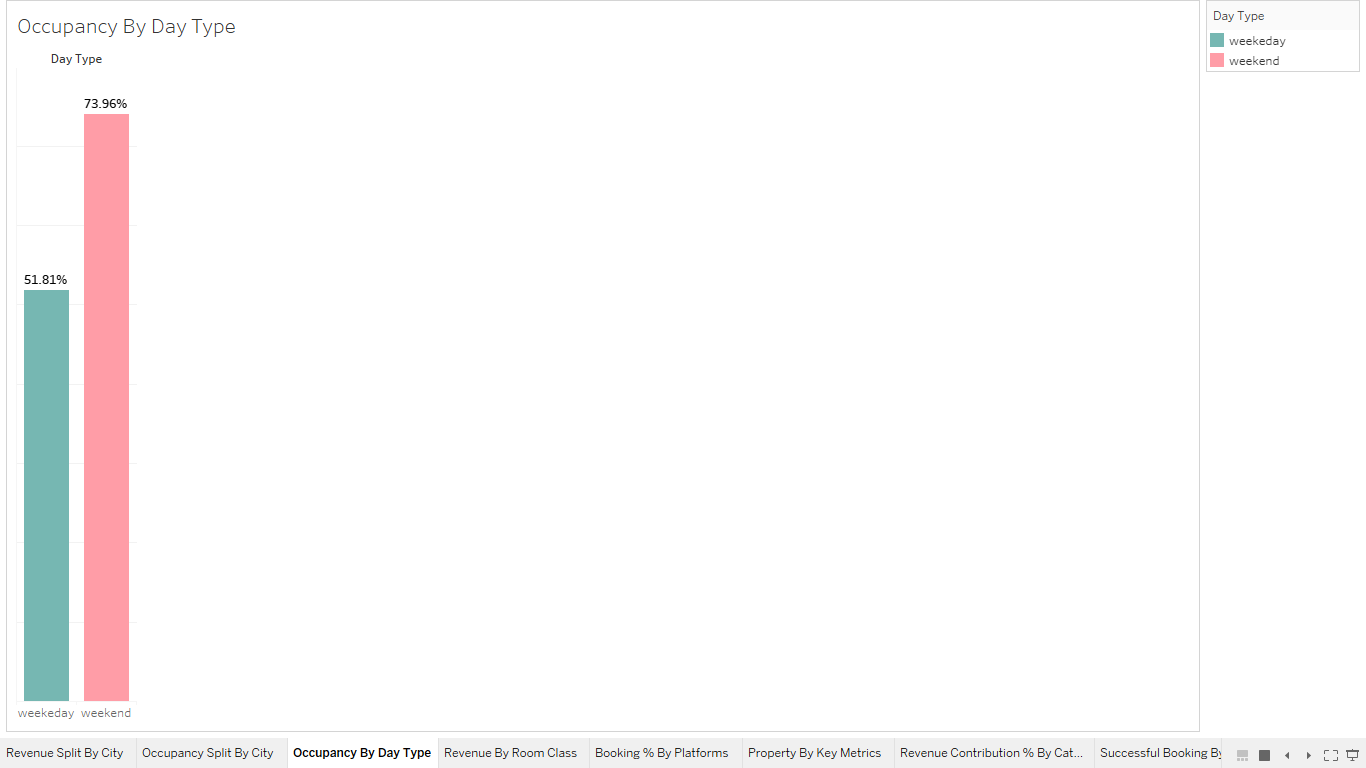 Occupancy By Day Type
Day Type
73.96%
51.81%
weekeday weekend
Day Type
weekeday
weekend
Revenue Split By City Occupancy Split By City Occupancy By Day Type Revenue By Room Class Booking % By Platforms Property By Key Metrics Revenue Contribution % By Cat... Successful Booking By